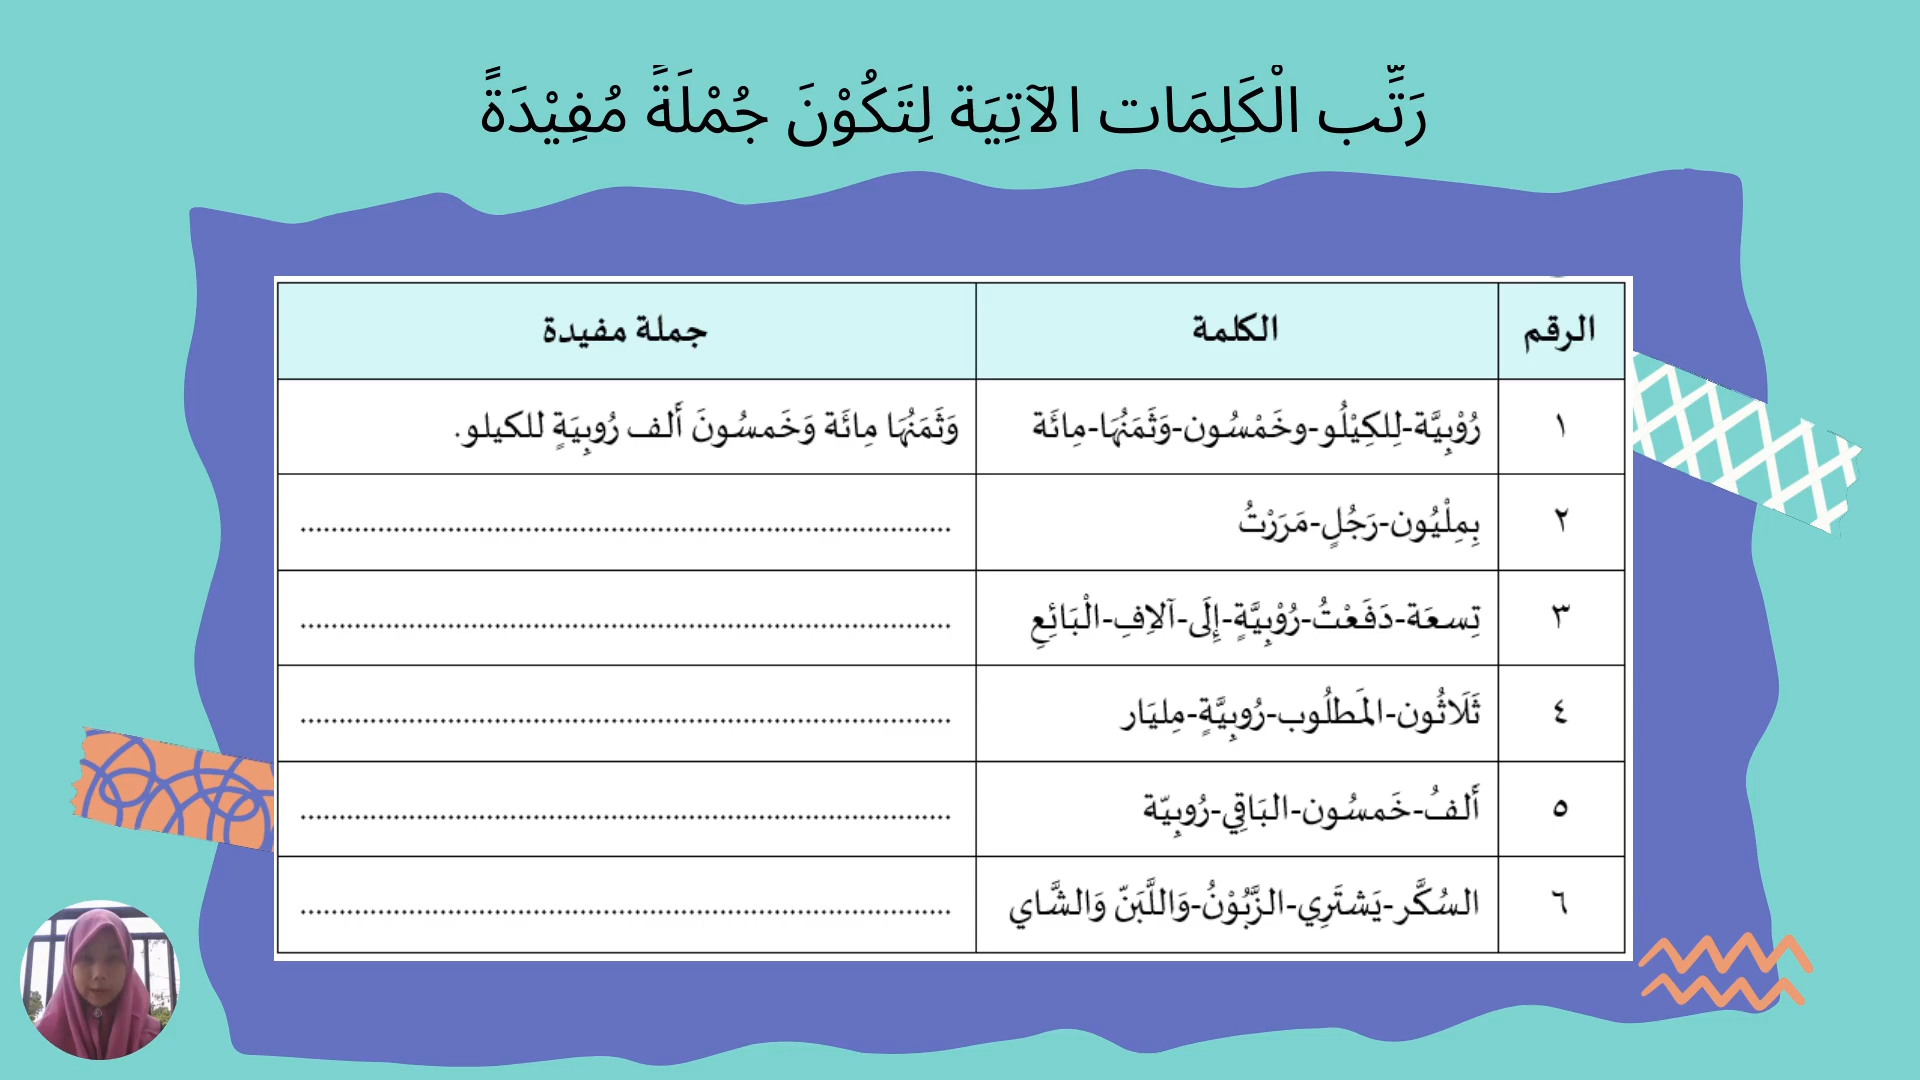 رَتِّب الْكَلِمَات الآتِيَة لِتَكُوْنَ جُمْلَةً مُفِيْدَةً
الرقم الكلمة جملة مفيدة
١ رُوْبِيَّة-لِلكِيْلُو-وخَمْسُون-وَثَمَنُهَا-مِائَة وَثَمَنُهَا مِائَة وَخَمسُونَ أَلف رُوبِيَةٍ للكيلو.
٢ بِمِلْيُون-رَجُلٍ-مَرَرْتُ ................................................
٣ تِسعَة-دَفَعْتُ-رُوْبِيَّةٍ-إِلَى-آلاِفِ-الْبَائِعِ ................................................
٤ ثَلَاثُون-المَطلُوب-رُوبِيَّةٍ-مِليَار ................................................
٥ أَلفُ-خَمسُون-البَاقِي-رُوبِيّة ................................................
٦ السُكَّر-يَشتَرِي-الزَّبُوْنُ-وَاللَّبَنّ وَالشَّاي ................................................